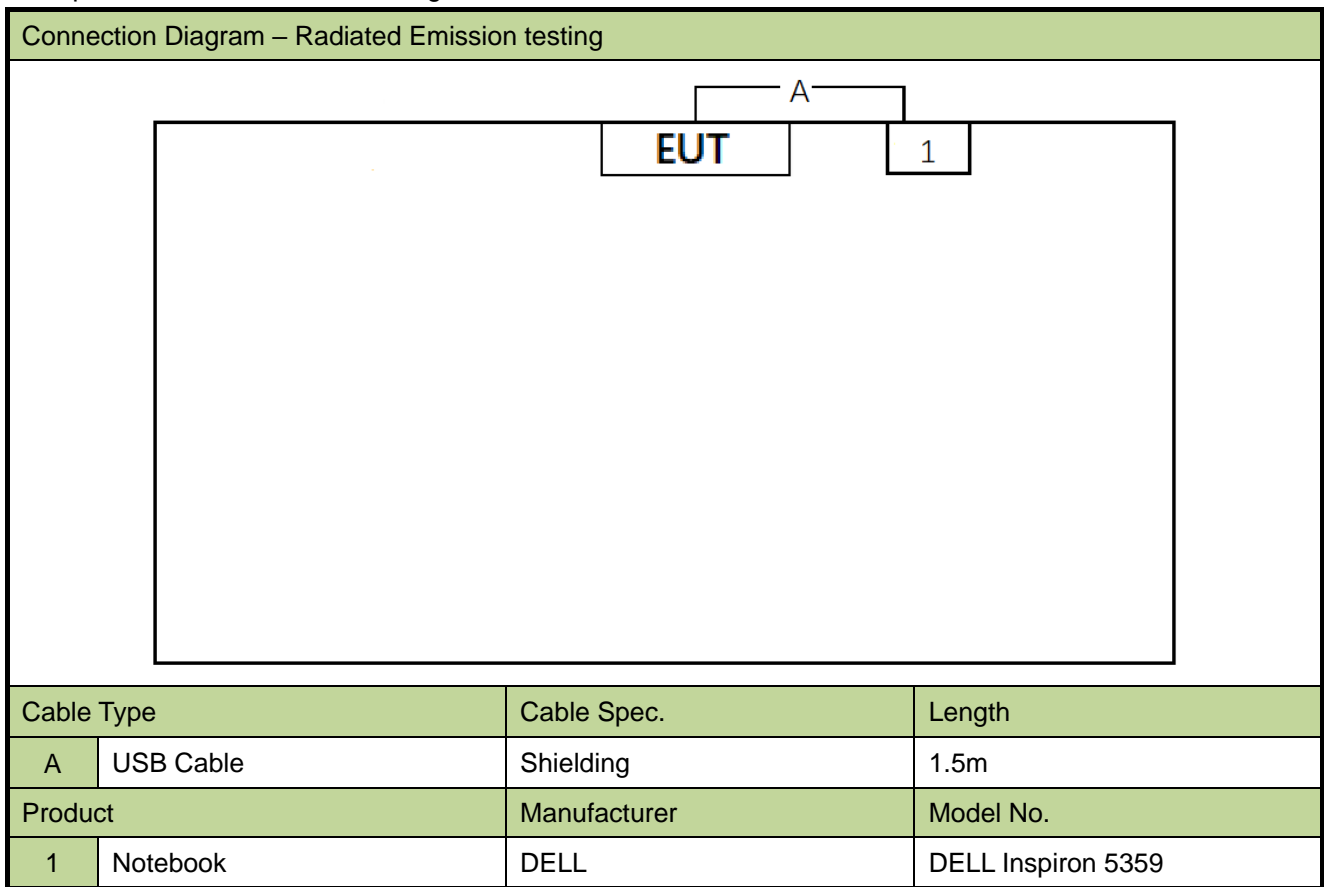 Connection Diagram – Radiated Emission testing
A
EUT
1
Cable Type Cable Spec. Length
A USB Cable Shielding 1.5m
Product Manufacturer Model No.
1 Notebook DELL DELL Inspiron 5359